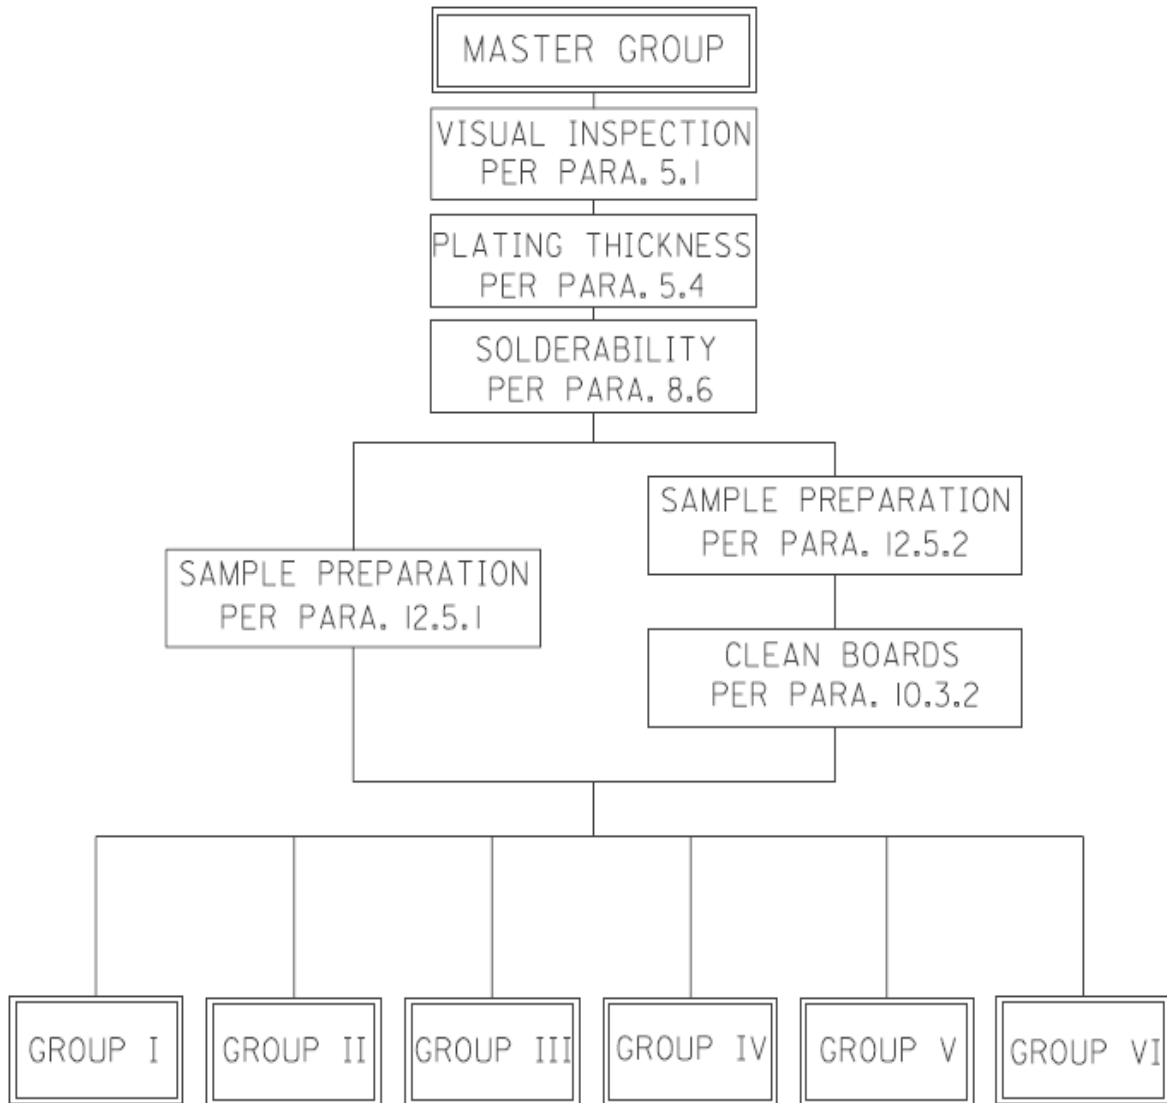 MASTER GROUP
VISUAL INSPECTION
PER PARA. 5.1
PLATING THICKNESS
PER PARA. 5.4
SOLDERABILITY
PER PARA. 8.6
SAMPLE PREPARATION
PER PARA. 12.5.1
SAMPLE PREPARATION
PER PARA. 12.5.2
CLEAN BOARDS
PER PARA. 10.3.2
GROUP I
GROUP II
GROUP III
GROUP IV
GROUP V
GROUP VI